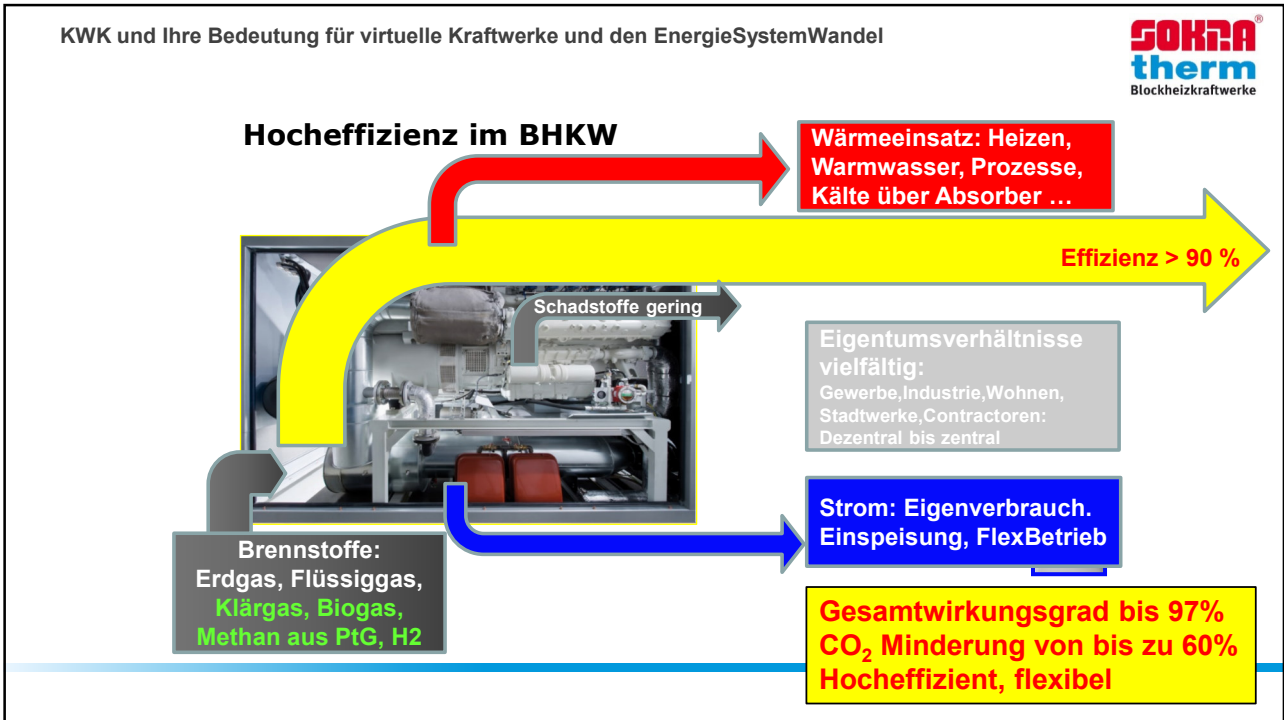 KWK und Ihre Bedeutung für virtuelle Kraftwerke und den EnergieSystemWandel
SOKRA®
therm
Blockheizkraftwerke
Hocheffizienz im BHKW
Wärmeeinsatz: Heizen,
Warmwasser, Prozesse,
Kälte über Absorber …
Effizienz > 90 %
Schadstoffe gering
Eigentumsverhältnisse
vielfältig:
Gewerbe,Industrie,Wohnen,
Stadtwerke,Contractoren:
Dezentral bis zentral
Strom: Eigenverbrauch.
Einspeisung, FlexBetrieb
Brennstoffe:
Erdgas, Flüssiggas,
Klärgas, Biogas,
Methan aus PtG, H2
Gesamtwirkungsgrad bis 97%
CO₂ Minderung von bis zu 60%
Hocheffizient, flexibel